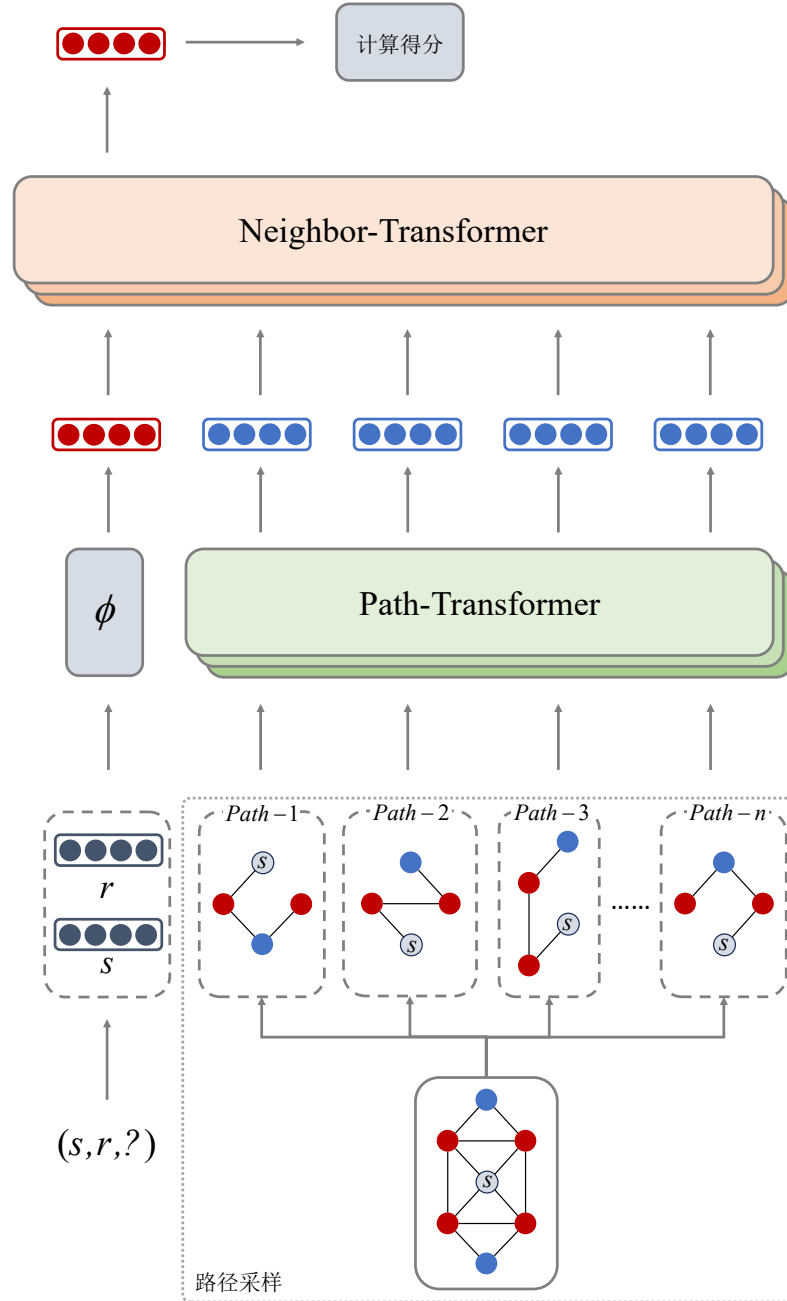 计算得分
Neighbor-Transformer
ϕ
Path-Transformer
Path-1
Path-2
Path-3
Path-n
s
s
s
s
......
r
s
(s,r,?)
s
路径采样